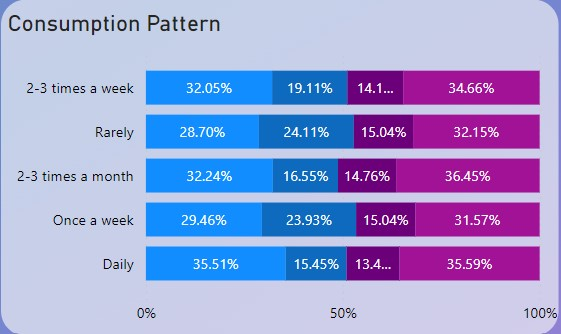 Consumption Pattern
2-3 times a week 32.05% 19.11% 14.1... 34.66%
Rarely 28.70% 24.11% 15.04% 32.15%
2-3 times a month 32.24% 16.55% 14.76% 36.45%
Once a week 29.46% 23.93% 15.04% 31.57%
Daily 35.51% 15.45% 13.4... 35.59%
0% 50% 100%